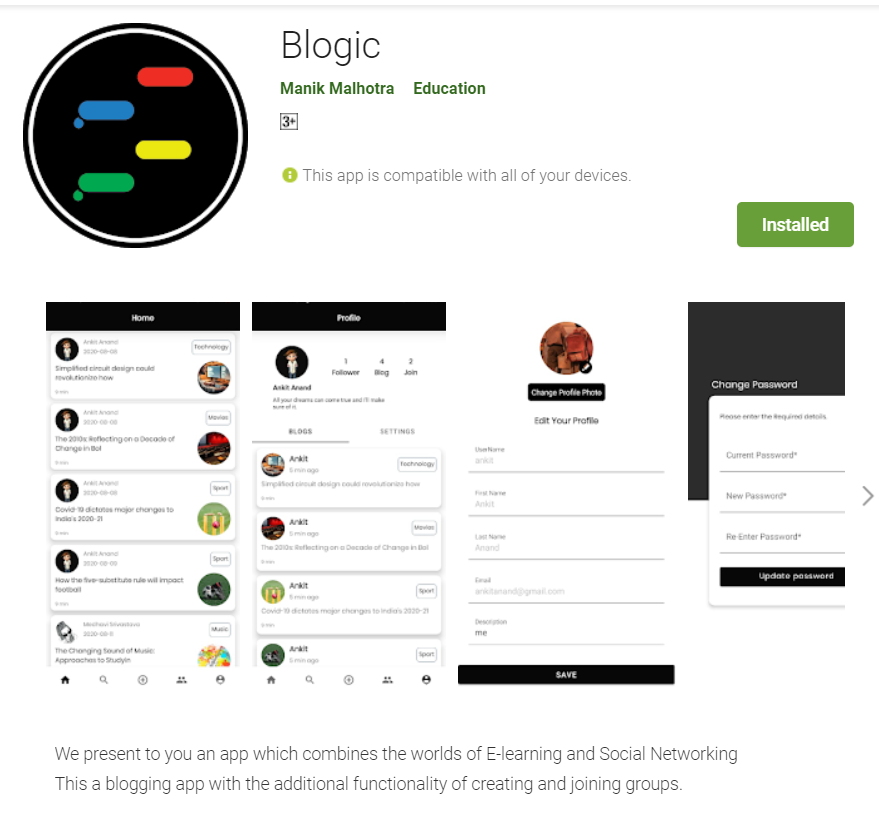 Blogic
Manik Malhotra Education
3+
This app is compatible with all of your devices.
Installed
Home
Ankit Anand
2020-08-08
Technology
Simplified circuit design could
revolutionize how
5 min
Ankit Anand
2020-08-08
Movies
The 2010s: Reflecting on a Decade of
Change in Bol
5 min
Ankit Anand
2020-08-08
Sport
Covid-19 dictates major changes to
India's 2020-21
5 min
Ankit Anand
2020-08-08
Sport
How the five-substitute rule will impact
football
5 min
Medhavi Srivastava
Music
The Changing Sound of Music:
Approaches to Studyin
Profile
1 4 2
Follower Blog Join
Ankit Anand
All your dreams can come true and I'll make
sure of it.
BLOGS SETTINGS
Ankit
5 min ago
Technology
Simplified circuit design could revolutionize how
5 min
Ankit
5 min ago
Movies
The 2010s: Reflecting on a Decade of Change in Bol
5 min
Ankit
5 min ago
Sport
Covid-19 dictates major changes to India's 2020-21
5 min
Ankit
5 min ago
Sport
Change Profile Photo
Edit Your Profile
UserName
ankit
First Name
Ankit
Last Name
Anand
Email
ankitanand@gmail.com
Description
me
SAVE
Change Password
Please enter the Required details.
Current Password*
New Password*
Re-Enter Password*
Update password
We present to you an app which combines the worlds of E-learning and Social Networking
This a blogging app with the additional functionality of creating and joining groups.